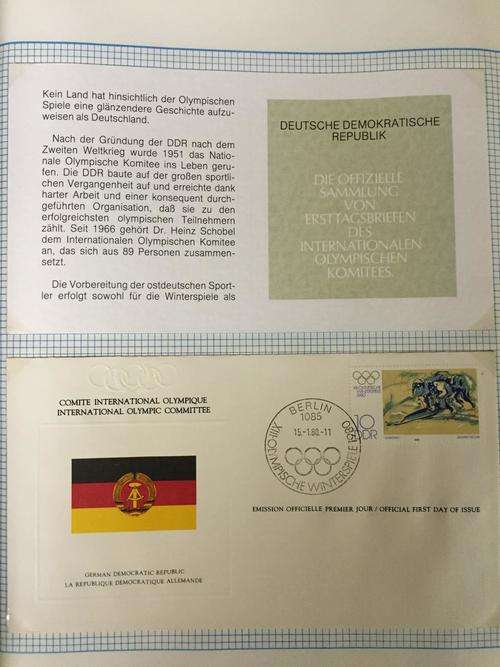 Kein Land hat hinsichtlich der Olympischen
Spiele eine glänzendere Geschichte aufzu-
weisen als Deutschland.
Nach der Gründung der DDR nach dem
Zweiten Weltkrieg wurde 1951 das Natio-
nale Olympische Komitee ins Leben geru-
fen. Die DDR baute auf der großen sportli-
chen Vergangenheit auf und erreichte dank
harter Arbeit und einer konsequent durch-
geführten Organisation, daß sie zu den
erfolgreichsten olympischen Teilnehmern
zählt. Seit 1966 gehört Dr. Heinz Schobel
dem Internationalen Olympischen Komitee
an, das sich aus 89 Personen zusammen-
setzt.
Die Vorbereitung der ostdeutschen Sport-
ler erfolgt sowohl für die Winterspiele als
DEUTSCHE DEMOKRATISCHE
REPUBLIK
DIE OFFIZIELLE
SAMMLUNG
VON
ERSTTAGSBRIEFEN
DES
INTERNATIONALEN
OLYMPISCHEN
KOMITEES
COMITE INTERNATIONAL OLYMPIQUE
INTERNATIONAL OLYMPIC COMMITTEE
BERLIN
1085
15.-1.80.-11
XIII. OLYMPISCHE WINTERSPIELE 1980
10
DDR
EMISSION OFFICIELLE PREMIER JOUR / OFFICIAL FIRST DAY OF ISSUE
GERMAN DEMOCRATIC REPUBLIC
LA REPUBLIQUE DEMOCRATIQUE ALLEMANDE